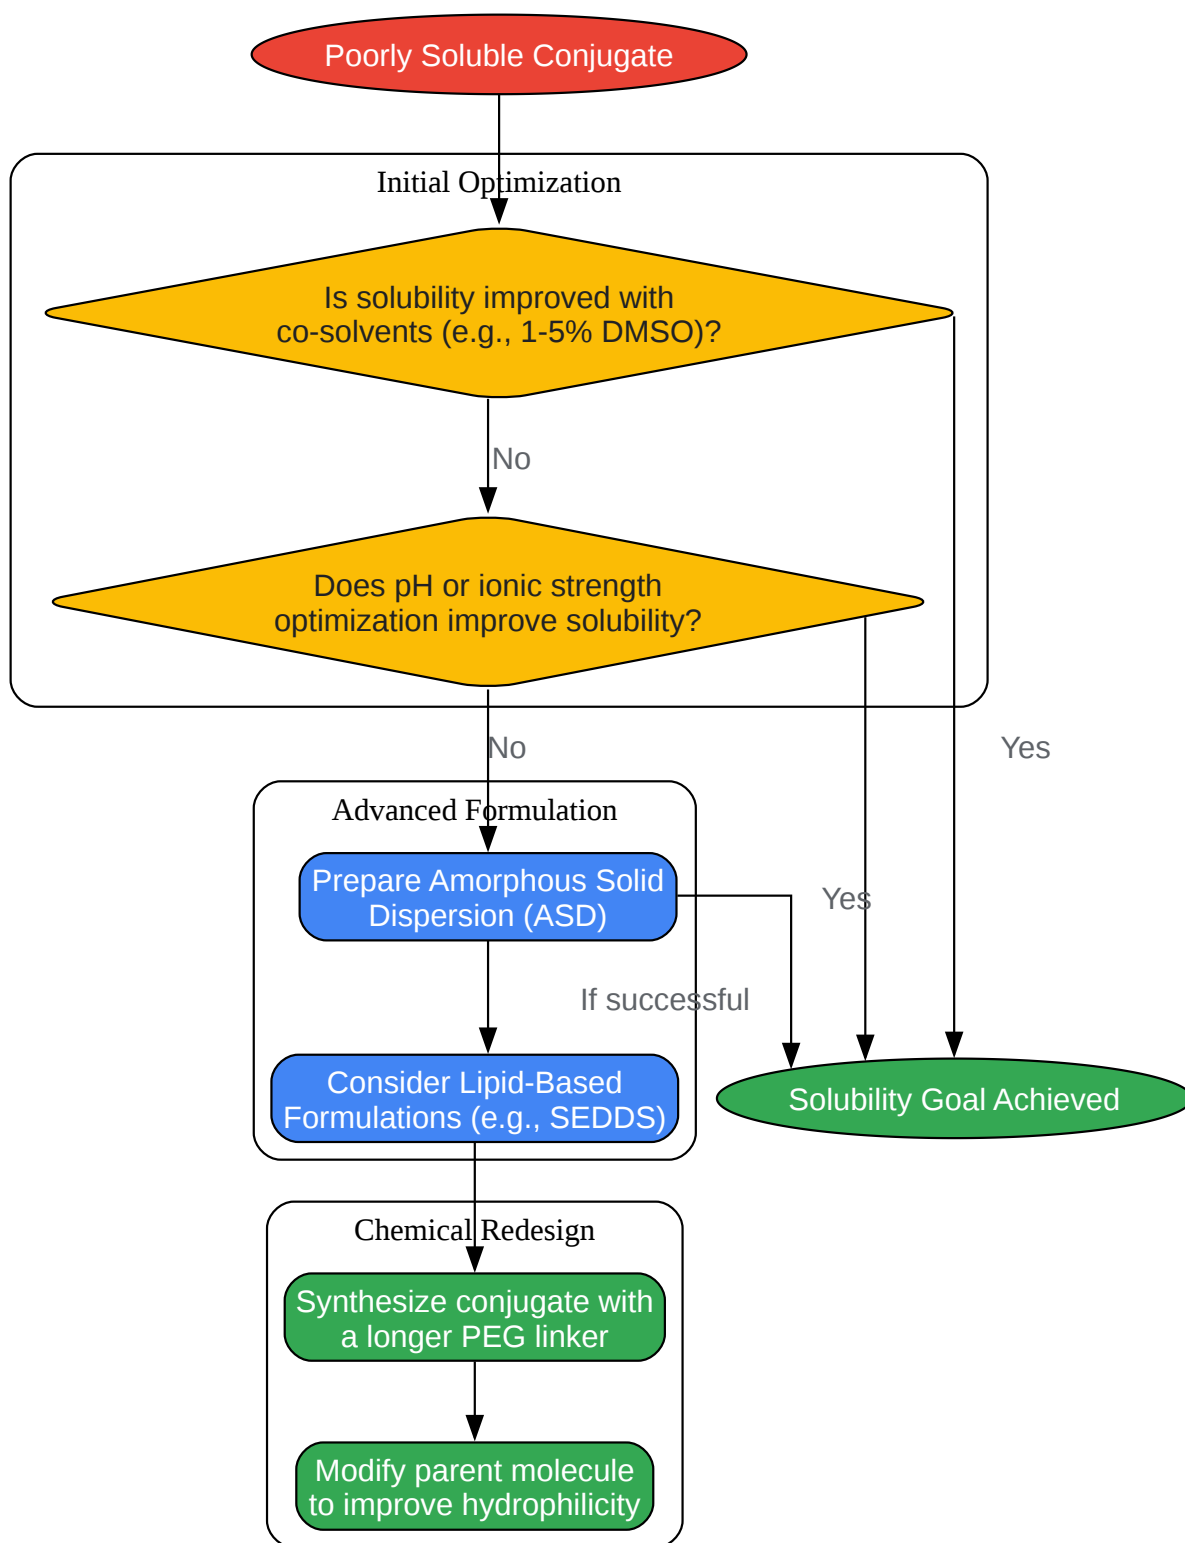 Poorly Soluble Conjugate
Initial Optimization
Is solubility improved with
co-solvents (e.g., 1-5% DMSO)?
No
Does pH or ionic strength
optimization improve solubility?
No
Yes
Advanced Formulation
Prepare Amorphous Solid
Dispersion (ASD)
Yes
If successful
Consider Lipid-Based
Formulations (e.g., SEDDS)
Solubility Goal Achieved
Chemical Redesign
Synthesize conjugate with
a longer PEG linker
Modify parent molecule
to improve hydrophilicity